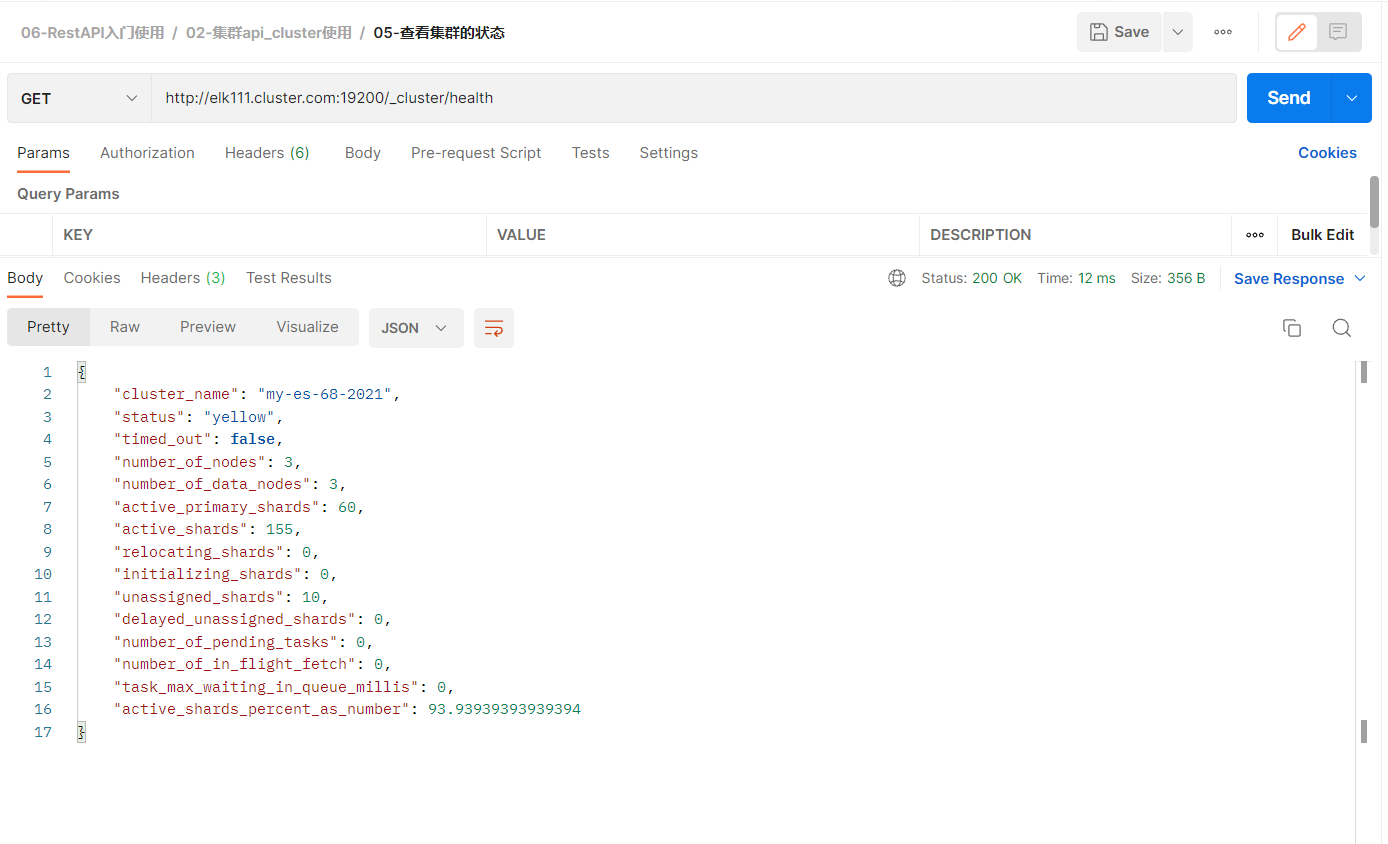 06-RestAPI入门使用 / 02-集群api_cluster使用 / 05-查看集群的状态 Save
GET http://elk111.cluster.com:19200/_cluster/health Send
Params Authorization Headers (6) Body Pre-request Script Tests Settings Cookies
Query Params
KEY VALUE DESCRIPTION Bulk Edit
Body Cookies Headers (3) Test Results Status: 200 OK Time: 12 ms Size: 356 B Save Response
Pretty Raw Preview Visualize JSON
1 {
2 "cluster_name": "my-es-68-2021",
3 "status": "yellow",
4 "timed_out": false,
5 "number_of_nodes": 3,
6 "number_of_data_nodes": 3,
7 "active_primary_shards": 60,
8 "active_shards": 155,
9 "relocating_shards": 0,
10 "initializing_shards": 0,
11 "unassigned_shards": 10,
12 "delayed_unassigned_shards": 0,
13 "number_of_pending_tasks": 0,
14 "number_of_in_flight_fetch": 0,
15 "task_max_waiting_in_queue_millis": 0,
16 "active_shards_percent_as_number": 93.93939393939394
17 }